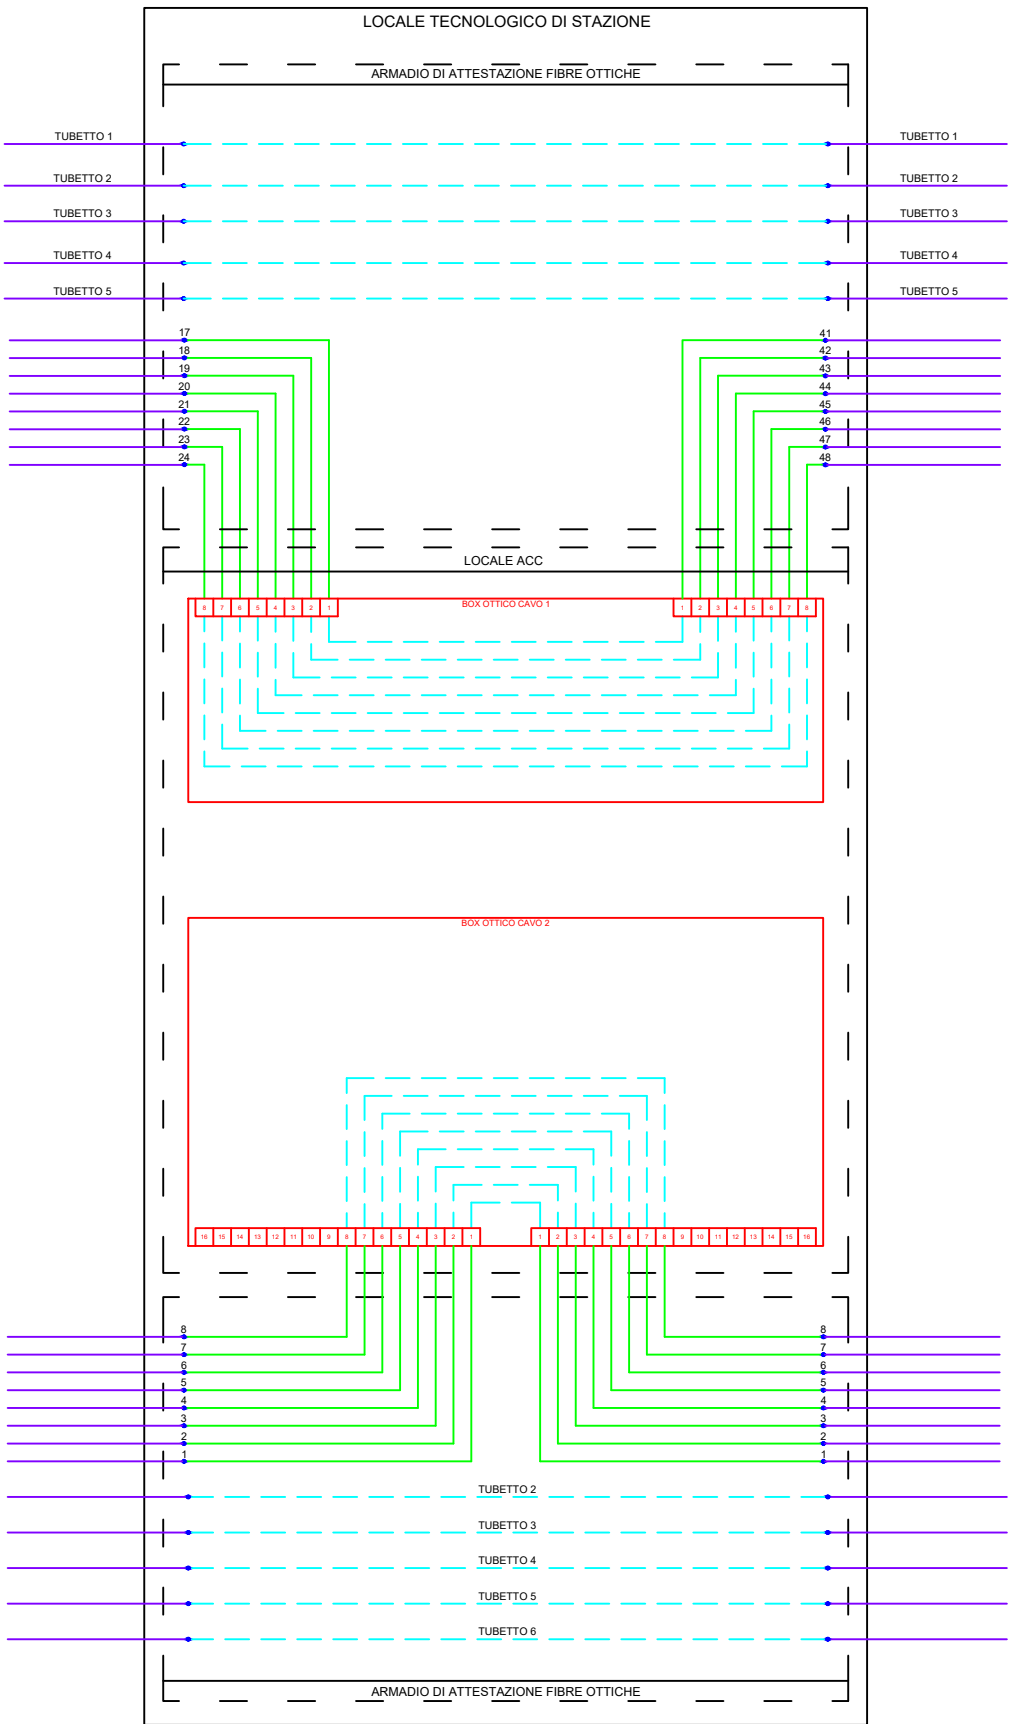 LOCALE TECNOLOGICO DI STAZIONE
ARMADIO DI ATTESTAZIONE FIBRE OTTICHE
TUBETTO 1 TUBETTO 1
TUBETTO 2 TUBETTO 2
TUBETTO 3 TUBETTO 3
TUBETTO 4 TUBETTO 4
TUBETTO 5 TUBETTO 5
17 41
18 42
19 43
20 44
21 45
22 46
23 47
24 48
LOCALE ACC
BOX OTTICO CAVO 1
8 7 6 5 4 3 2 1 1 2 3 4 5 6 7 8
BOX OTTICO CAVO 2
16 15 14 13 12 11 10 9 8 7 6 5 4 3 2 1 1 2 3 4 5 6 7 8 9 10 11 12 13 14 15 16
8 8
7 7
6 6
5 5
4 4
3 3
2 2
1 1
TUBETTO 2
TUBETTO 3
TUBETTO 4
TUBETTO 5
TUBETTO 6
ARMADIO DI ATTESTAZIONE FIBRE OTTICHE